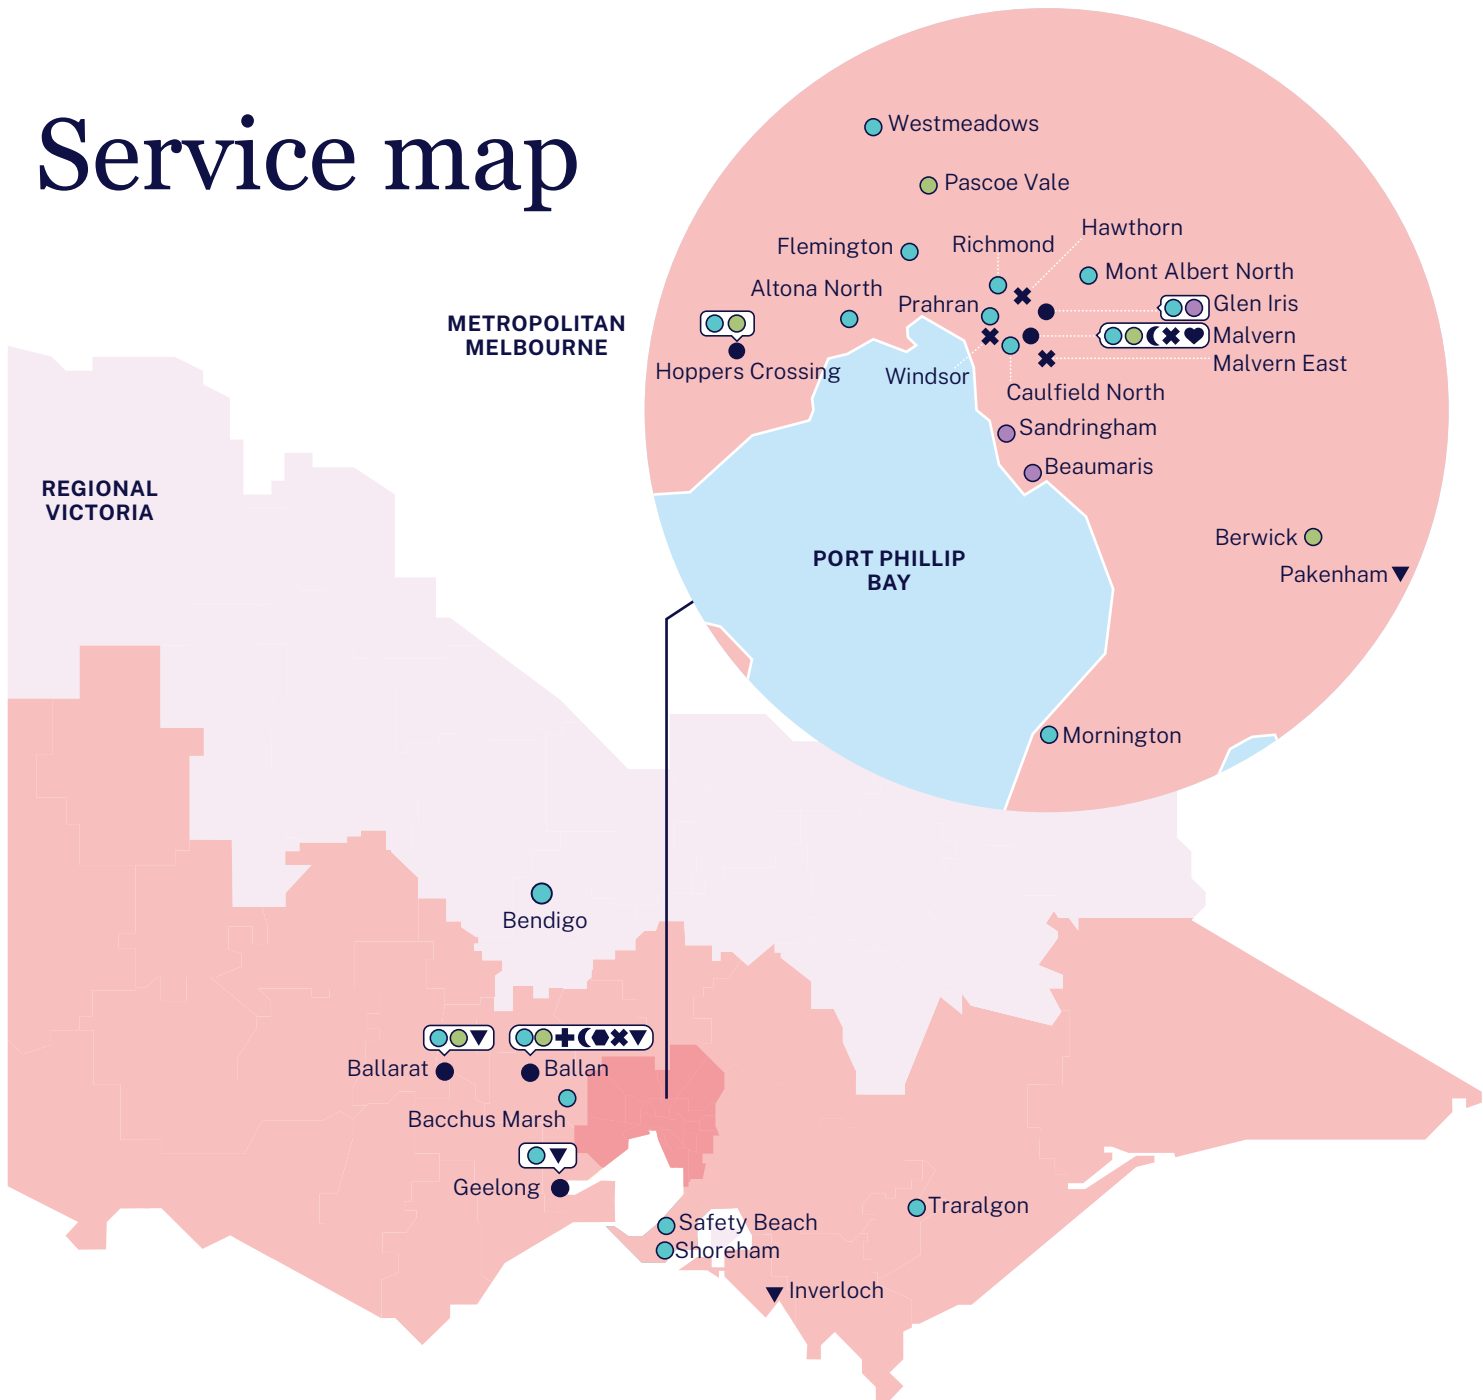 Service map
Westmeadows
Pascoe Vale
Hawthorn
Flemington
Richmond
Mont Albert North
Altona North
Prahran
Glen Iris
METROPOLITAN
MELBOURNE
Malvern
Malvern East
Hoppers Crossing
Windsor
Caulfield North
Sandringham
Beaumaris
REGIONAL
VICTORIA
Berwick
PORT PHILLIP
BAY
Pakenham
Mornington
Bendigo
Ballarat
Ballan
Bacchus Marsh
Geelong
Traralgon
Safety Beach
Shoreham
Inverloch